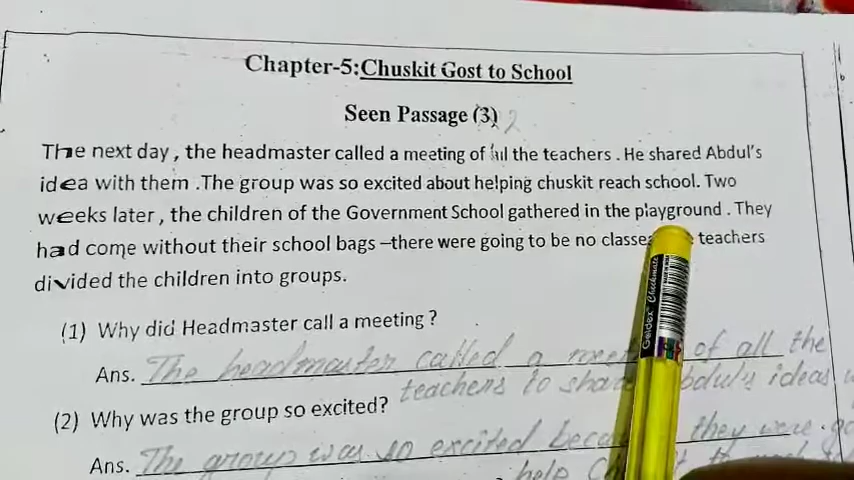 Chapter-5:Chuskit Gost to School
Seen Passage (3) 2
The next day , the headmaster called a meeting of all the teachers . He shared Abdul's
idea with them .The group was so excited about helping chuskit reach school. Two
weeks later , the children of the Government School gathered in the playground . They
had come without their school bags –there were going to be no classe teachers
divided the children into groups.
(1) Why did Headmaster call a meeting ?
Ans. The headmaster called a of all the
teachers to Abdul's ideas
(2) Why was the group so excited?
Ans. The group was so excited they were
help
Goldex Checkmate